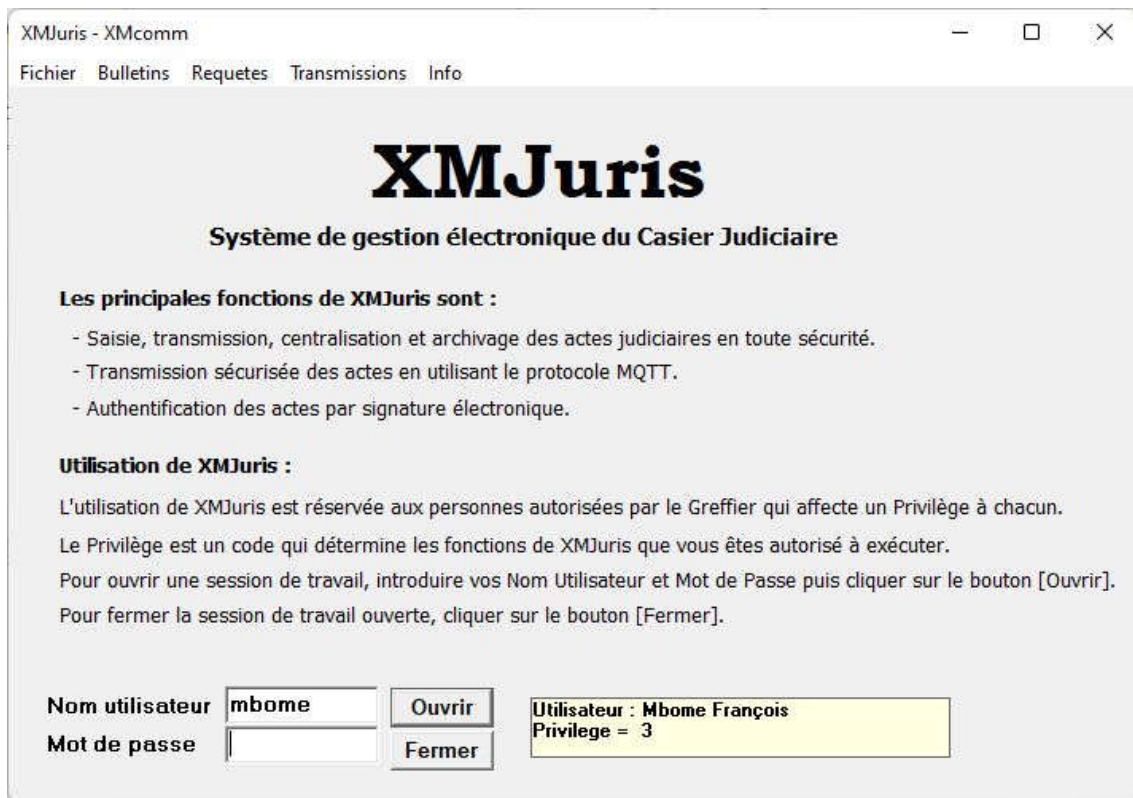 XMJuris - XMcomm
Fichier Bulletins Requetes Transmissions Info
XMJuris
Système de gestion électronique du Casier Judiciaire
Les principales fonctions de XMJuris sont :
- Saisie, transmission, centralisation et archivage des actes judiciaires en toute sécurité.
- Transmission sécurisée des actes en utilisant le protocole MQTT.
- Authentification des actes par signature électronique.
Utilisation de XMJuris :
L'utilisation de XMJuris est réservée aux personnes autorisées par le Greffier qui affecte un Privilège à chacun.
Le Privilège est un code qui détermine les fonctions de XMJuris que vous êtes autorisé à exécuter.
Pour ouvrir une session de travail, introduire vos Nom Utilisateur et Mot de Passe puis cliquer sur le bouton [Ouvrir].
Pour fermer la session de travail ouverte, cliquer sur le bouton [Fermer].
Nom utilisateur mbome Ouvrir
Mot de passe Fermer
Utilisateur : Mbome François
Privilege = 3